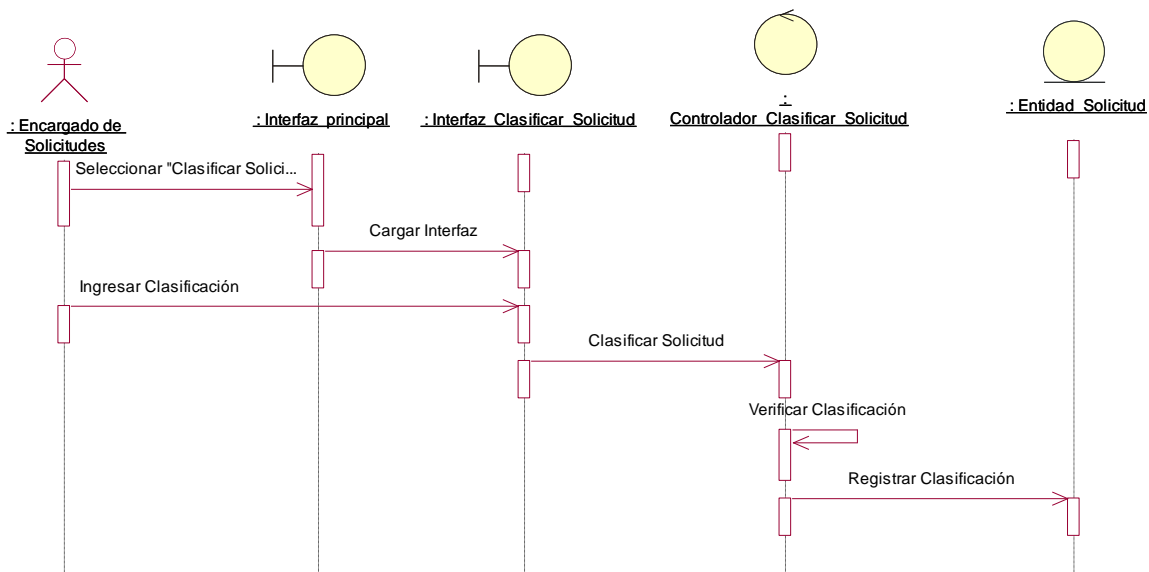 : Encargado de
Solicitudes
: Interfaz_principal
: Interfaz_Clasificar_Solicitud
:
Controlador_Clasificar_Solicitud
: Entidad_Solicitud
Seleccionar "Clasificar Solici...
Cargar Interfaz
Ingresar Clasificación
Clasificar Solicitud
Verificar Clasificación
Registrar Clasificación